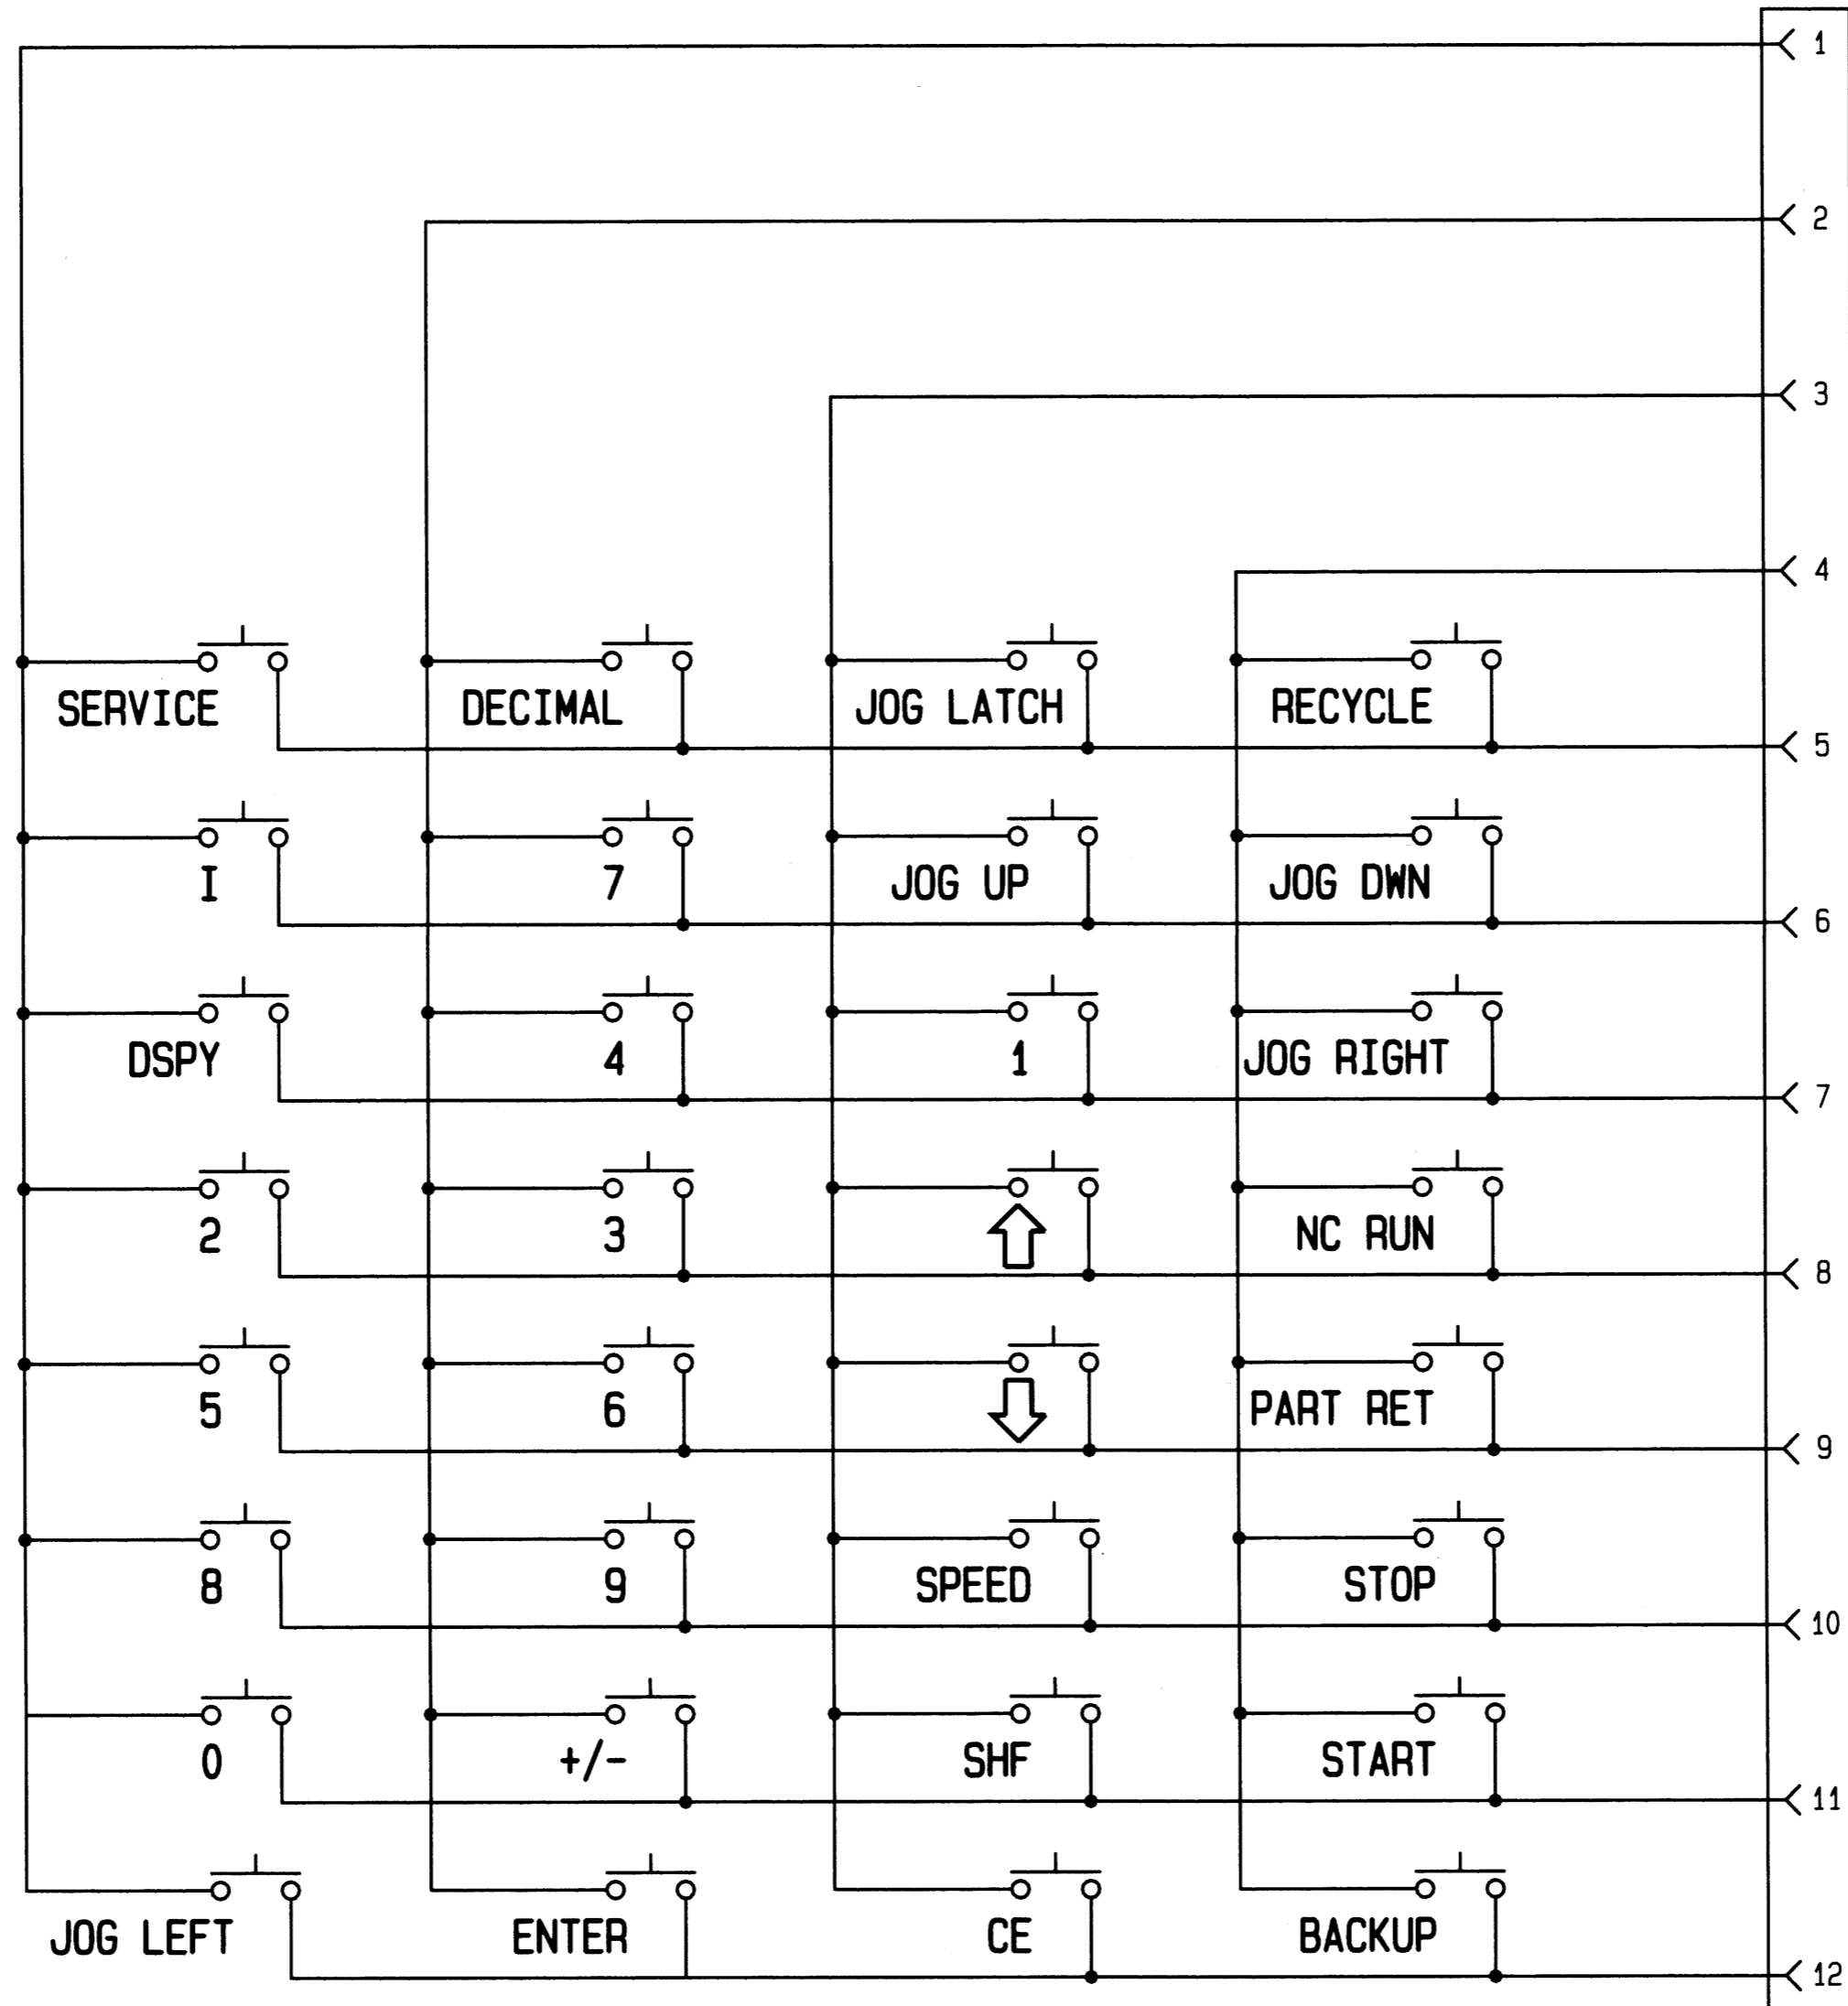 1
2
3
4
SERVICE DECIMAL JOG LATCH RECYCLE
5
I 7 JOG UP JOG DWN
6
DSPY 4 1 JOG RIGHT
7
2 3 NC RUN
8
5 6 PART RET
9
8 9 SPEED STOP
10
0 +/- SHF START
11
JOG LEFT ENTER CE BACKUP
12